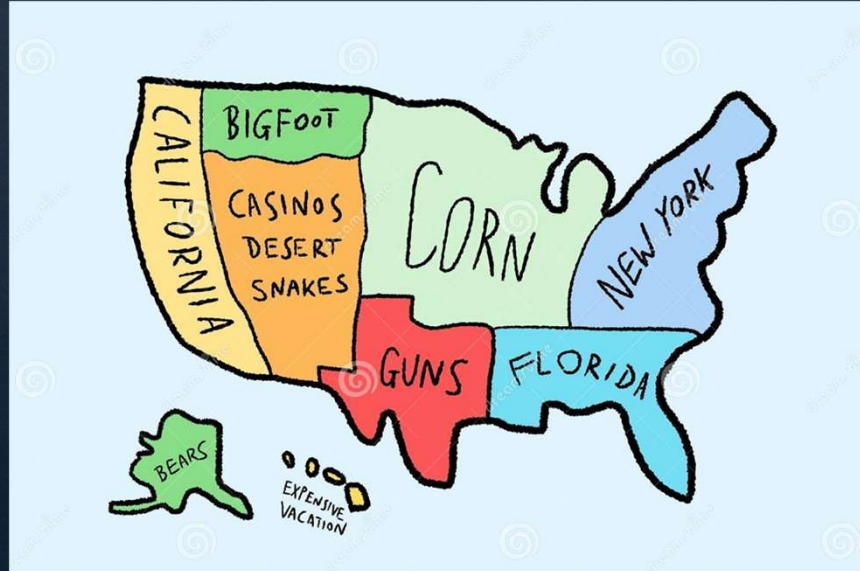 CALIFORNIA
BIGFOOT
CASINOS
DESERT
SNAKES
CORN
NEW YORK
GUNS
FLORIDA
BEARS
EXPENSIVE
VACATION